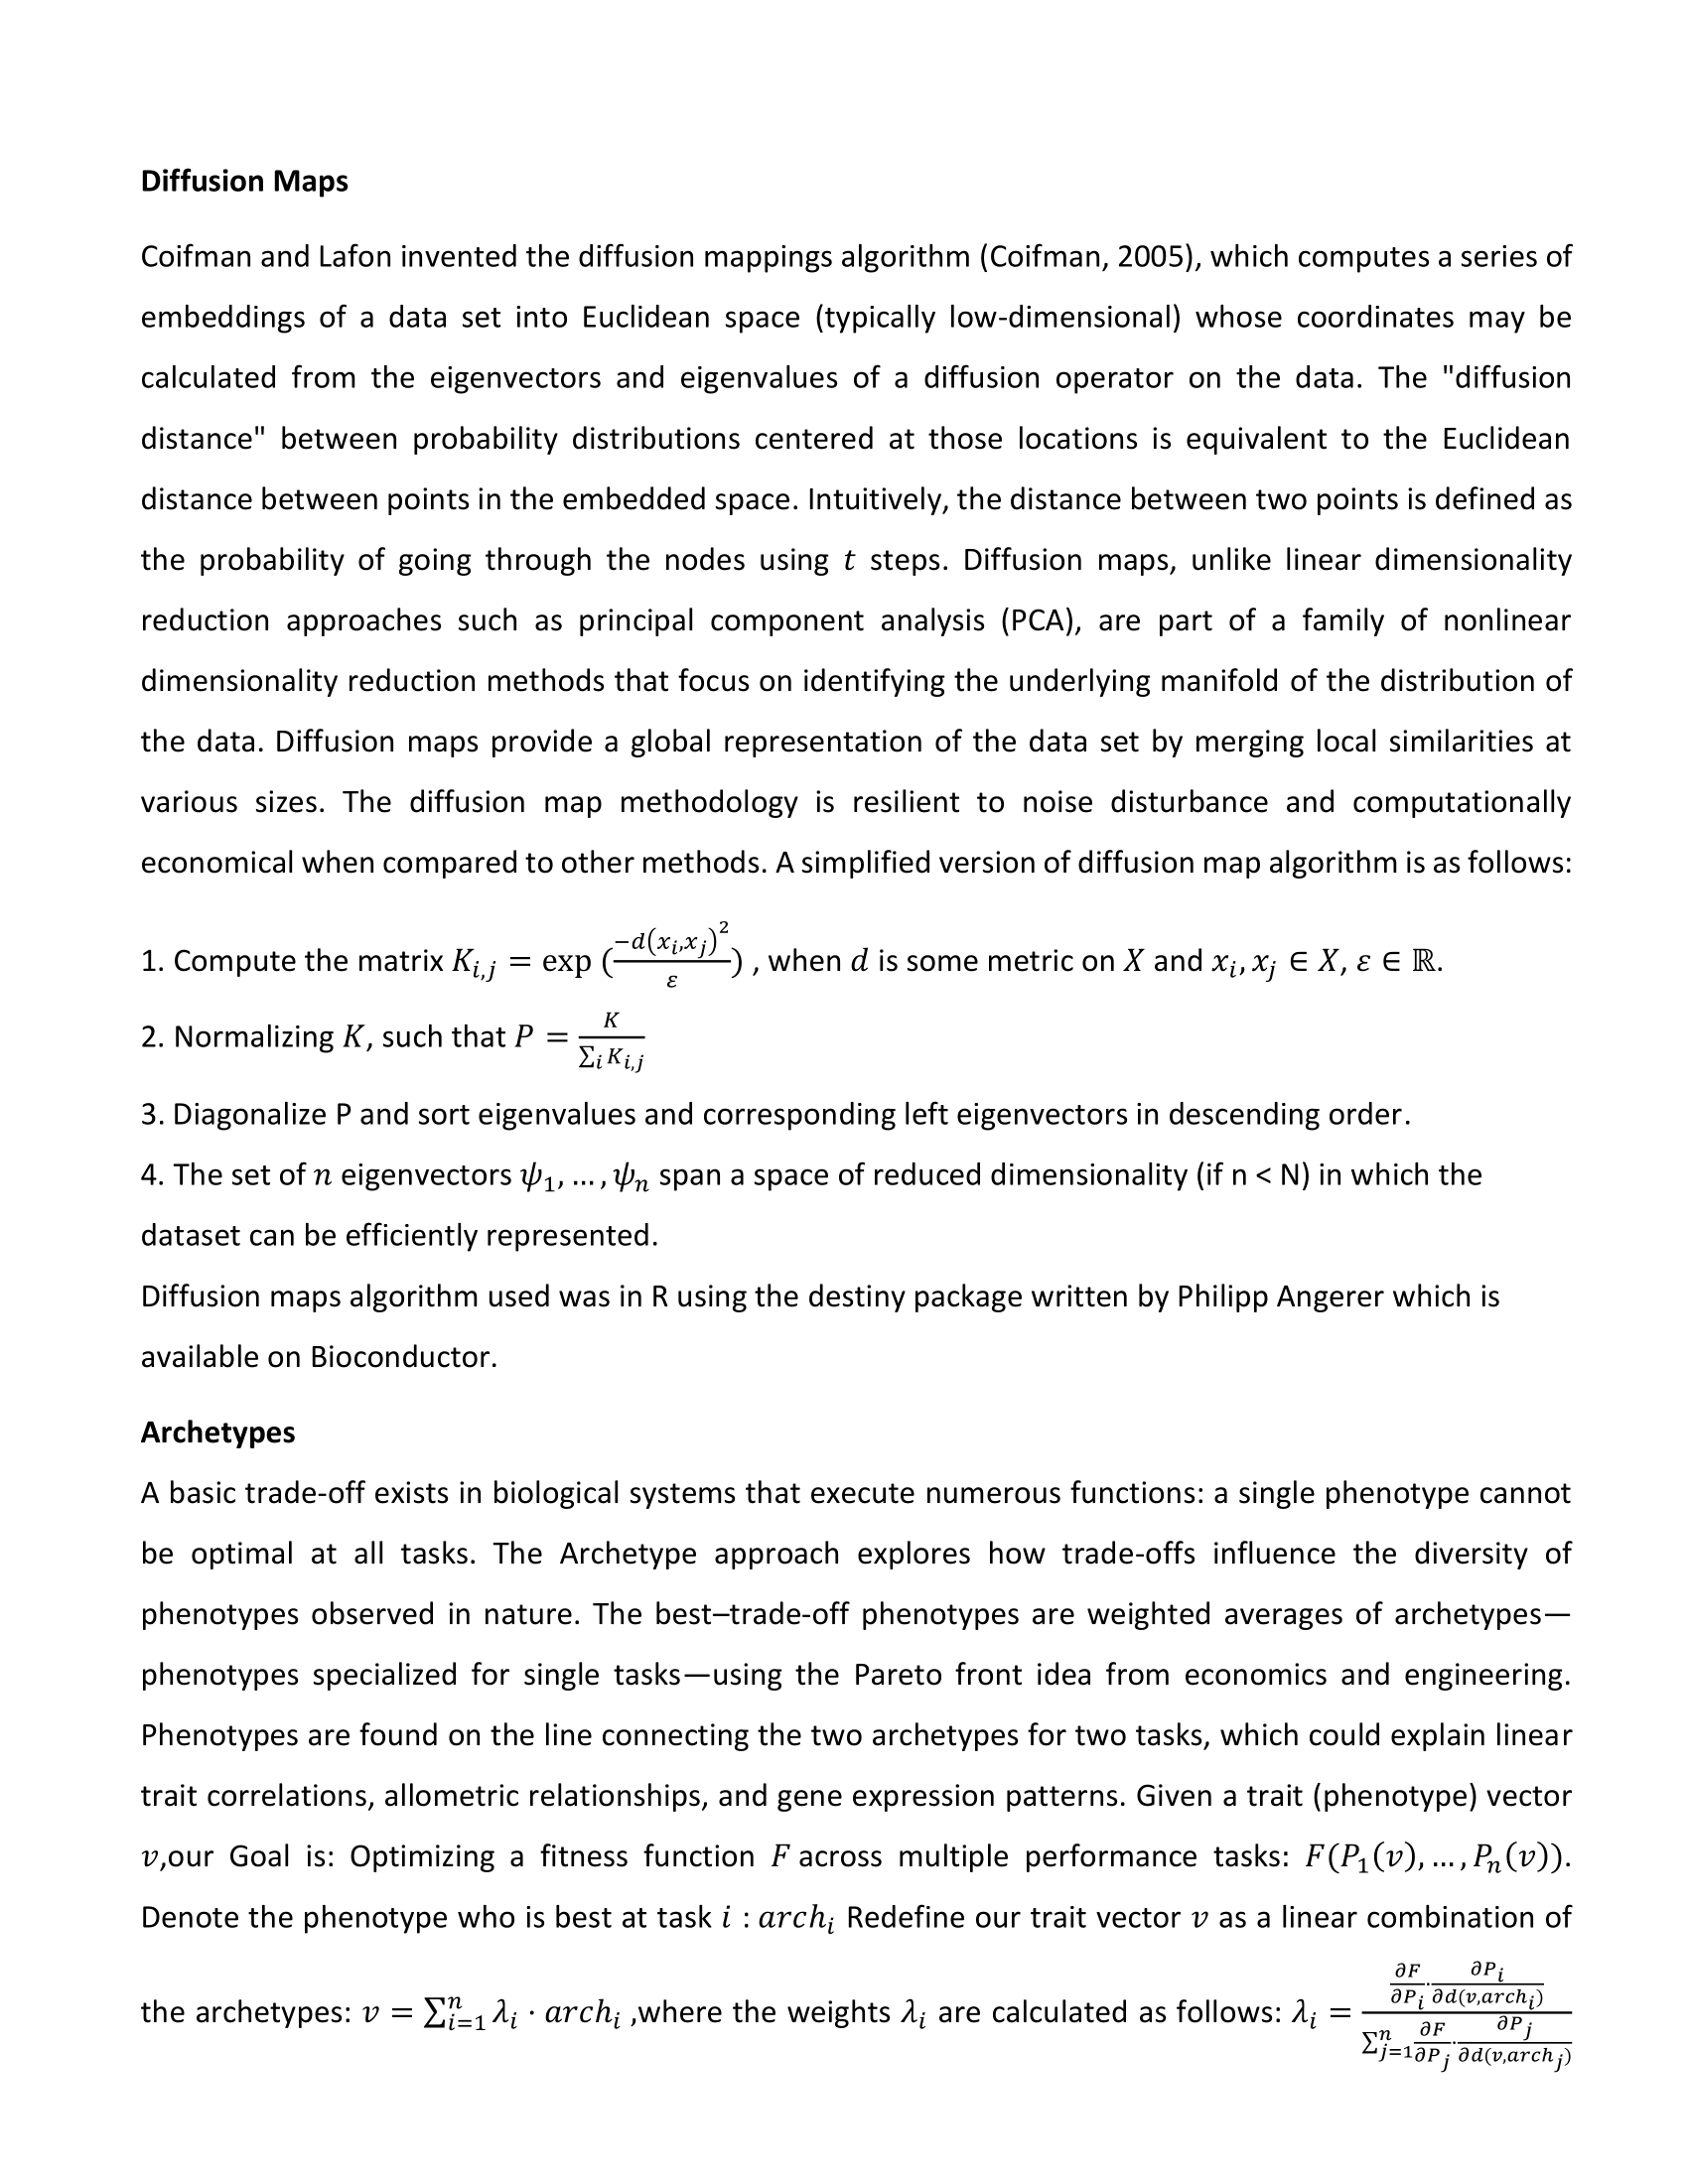 Diffusion Maps
Coifman and Lafon invented the diffusion mappings algorithm (Coifman, 2005), which computes a series of
embeddings of a data set into Euclidean space (typically low-dimensional) whose coordinates may be
calculated from the eigenvectors and eigenvalues of a diffusion operator on the data. The "diffusion
distance" between probability distributions centered at those locations is equivalent to the Euclidean
distance between points in the embedded space. Intuitively, the distance between two points is defined as
the probability of going through the nodes using t steps. Diffusion maps, unlike linear dimensionality
reduction approaches such as principal component analysis (PCA), are part of a family of nonlinear
dimensionality reduction methods that focus on identifying the underlying manifold of the distribution of
the data. Diffusion maps provide a global representation of the data set by merging local similarities at
various sizes. The diffusion map methodology is resilient to noise disturbance and computationally
economical when compared to other methods. A simplified version of diffusion map algorithm is as follows:
1. Compute the matrix $K_{i,j} = \exp(\frac{-d(x_i,x_j)^2}{\varepsilon})$ , when $d$ is some metric on $X$ and $x_i, x_j \in X$, $\varepsilon \in \mathbb{R}$.
2. Normalizing $K$, such that $P = \frac{K}{\sum_i K_{i,j}}$
3. Diagonalize P and sort eigenvalues and corresponding left eigenvectors in descending order.
4. The set of $n$ eigenvectors $\psi_1, \ldots, \psi_n$ span a space of reduced dimensionality (if n < N) in which the
dataset can be efficiently represented.
Diffusion maps algorithm used was in R using the destiny package written by Philipp Angerer which is
available on Bioconductor.
Archetypes
A basic trade-off exists in biological systems that execute numerous functions: a single phenotype cannot
be optimal at all tasks. The Archetype approach explores how trade-offs influence the diversity of
phenotypes observed in nature. The best–trade-off phenotypes are weighted averages of archetypes—
phenotypes specialized for single tasks—using the Pareto front idea from economics and engineering.
Phenotypes are found on the line connecting the two archetypes for two tasks, which could explain linear
trait correlations, allometric relationships, and gene expression patterns. Given a trait (phenotype) vector
$v$,our Goal is: Optimizing a fitness function $F$ across multiple performance tasks: $F(P_1(v), \ldots, P_n(v))$.
Denote the phenotype who is best at task $i : arch_i$ Redefine our trait vector $v$ as a linear combination of
the archetypes: $v = \sum_{i=1}^{n} \lambda_i \cdot arch_i$ ,where the weights $\lambda_i$ are calculated as follows: $\lambda_i = \frac{\frac{\partial F}{\partial P_i} \cdot \frac{\partial P_i}{\partial d(v,arch_i)}}{\sum_{j=1}^{n} \frac{\partial F}{\partial P_j} \cdot \frac{\partial P_j}{\partial d(v,arch_j)}}$